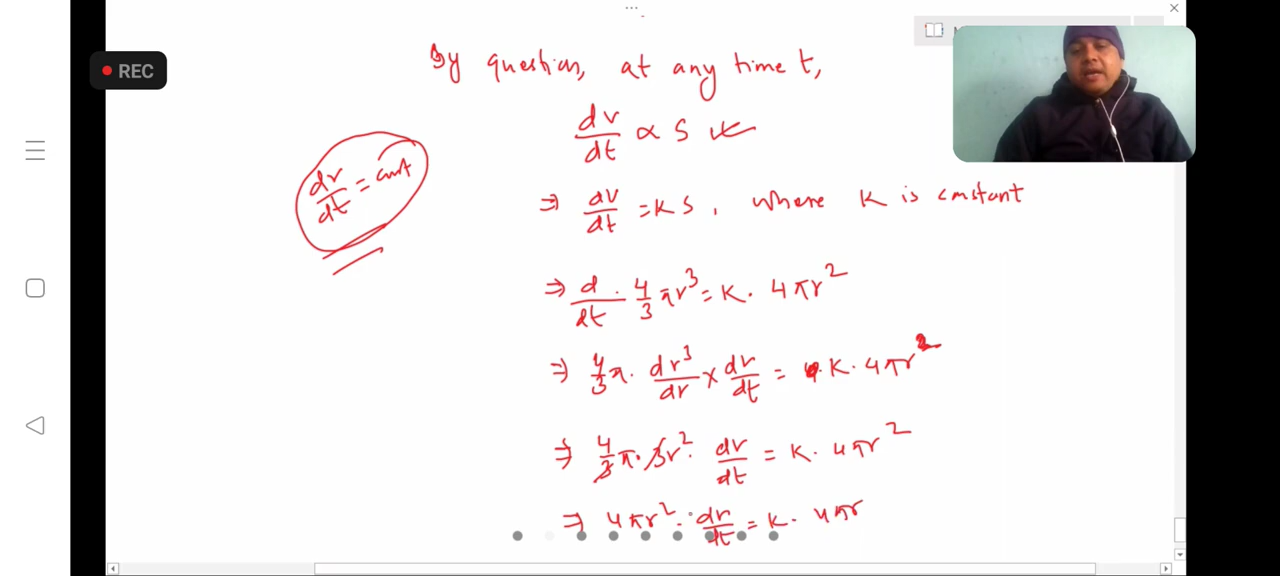 REC
By question, at any time t,
dv/dt ∝ S
dr/dt = const
⇒ dv/dt = K S, where K is constant
⇒ d/dt · 4/3 πr³ = K · 4πr²
⇒ 4/3 π · dr³/dr × dr/dt = K · 4πr²
⇒ 4/3 π · 3r² · dr/dt = K · 4πr²
⇒ 4πr² · dr/dt = K · 4πr